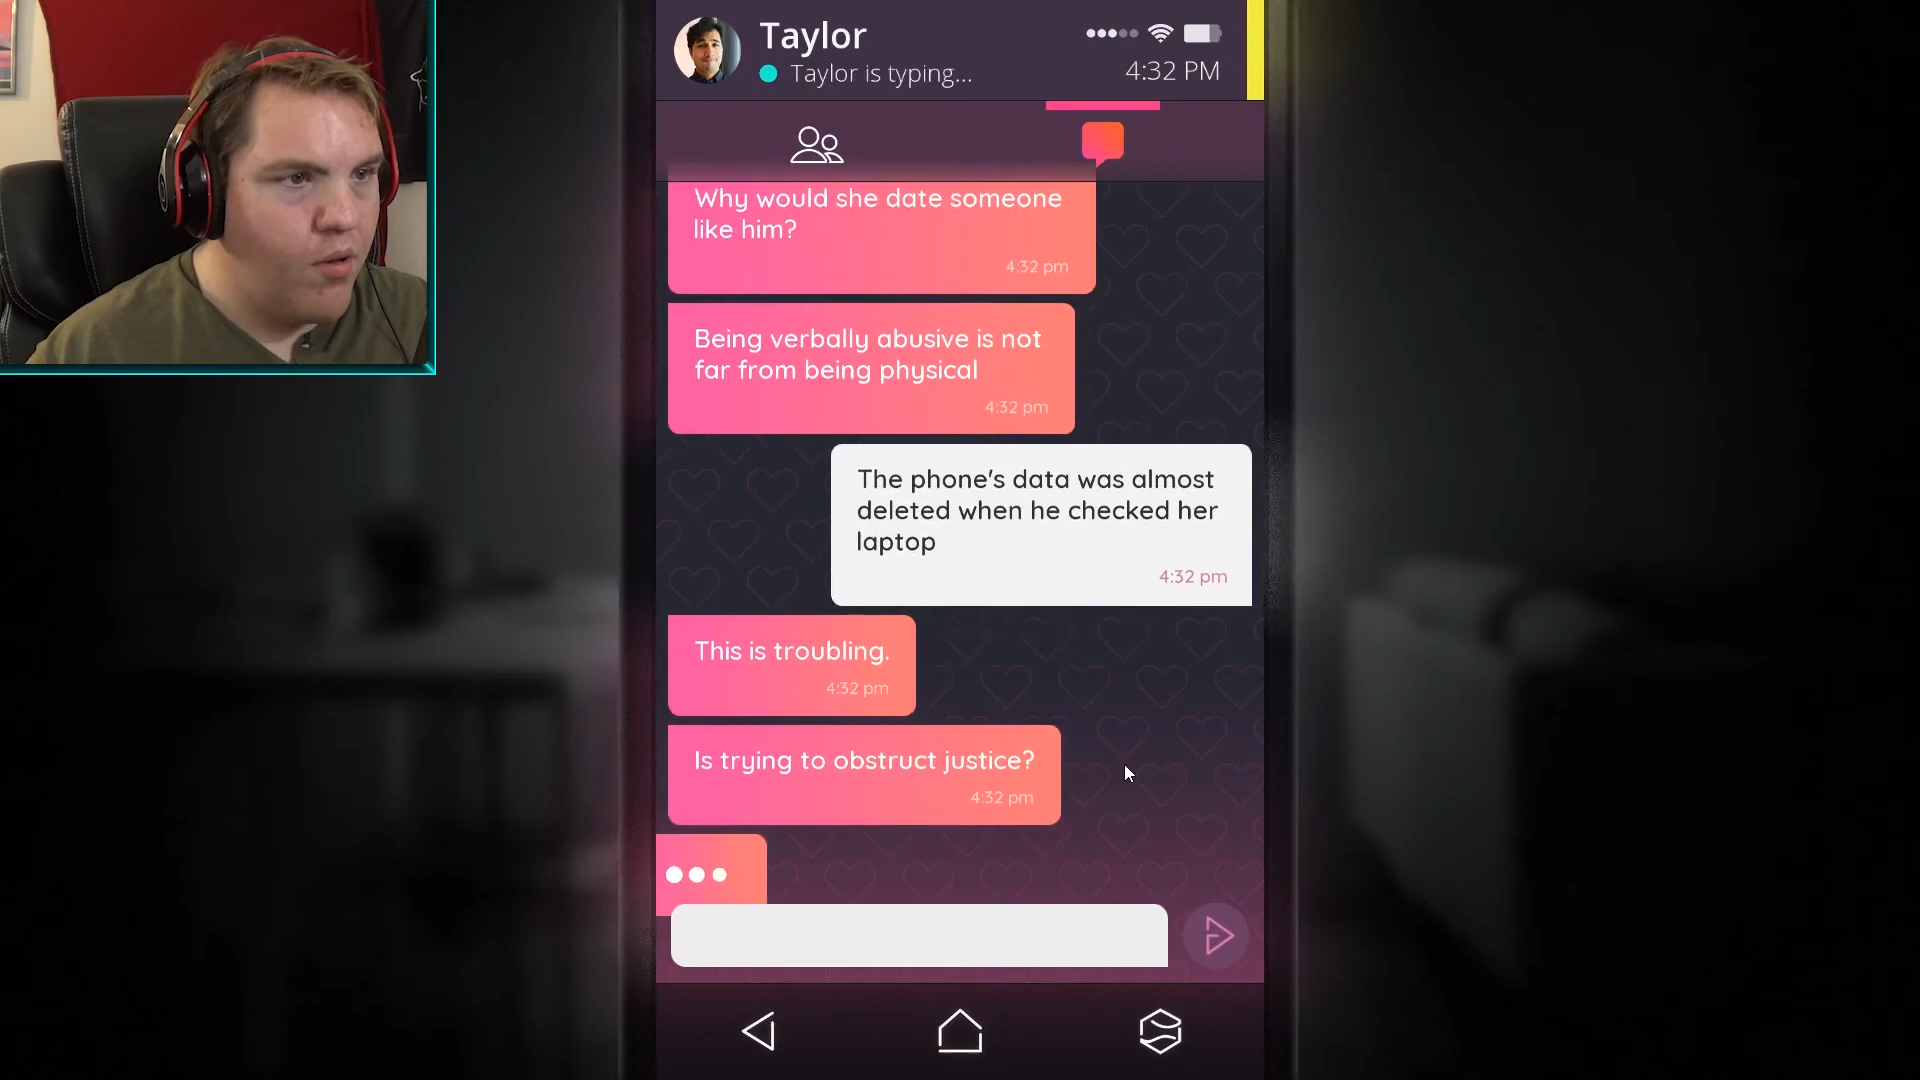 Taylor
Taylor is typing...
4:32 PM
Why would she date someone
like him?
4:32 pm
Being verbally abusive is not
far from being physical
4:32 pm
The phone's data was almost
deleted when he checked her
laptop
4:32 pm
This is troubling.
4:32 pm
Is trying to obstruct justice?
4:32 pm